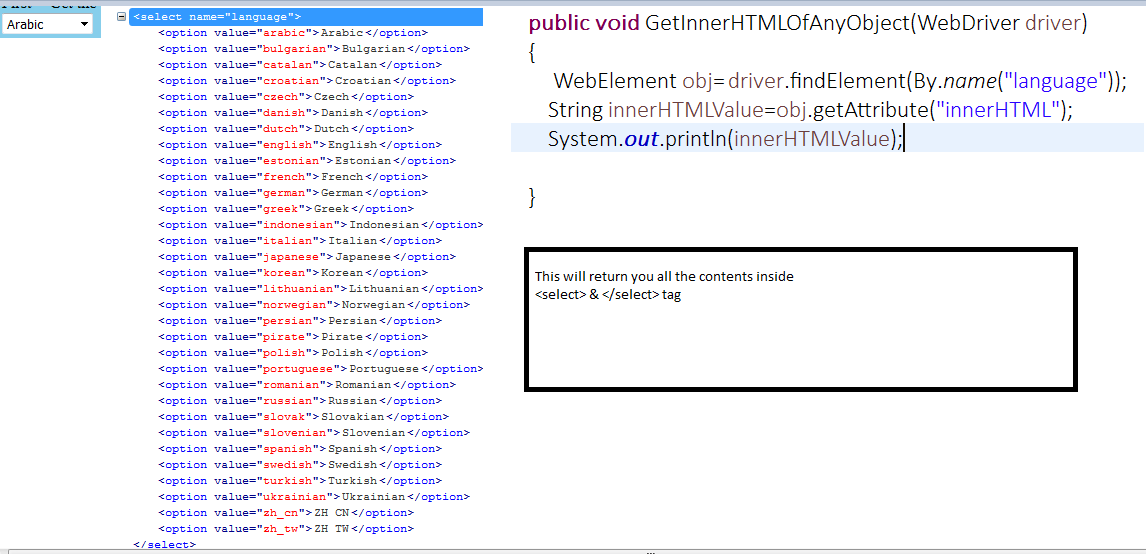 Arabic
<select name="language">
<option value="arabic">Arabic</option>
<option value="bulgarian">Bulgarian</option>
<option value="catalan">Catalan</option>
<option value="croatian">Croatian</option>
<option value="czech">Czech</option>
<option value="danish">Danish</option>
<option value="dutch">Dutch</option>
<option value="english">English</option>
<option value="estonian">Estonian</option>
<option value="french">French</option>
<option value="german">German</option>
<option value="greek">Greek</option>
<option value="indonesian">Indonesian</option>
<option value="italian">Italian</option>
<option value="japanese">Japanese</option>
<option value="korean">Korean</option>
<option value="lithuanian">Lithuanian</option>
<option value="norwegian">Norwegian</option>
<option value="persian">Persian</option>
<option value="pirate">Pirate</option>
<option value="polish">Polish</option>
<option value="portuguese">Portuguese</option>
<option value="romanian">Romanian</option>
<option value="russian">Russian</option>
<option value="slovak">Slovakian</option>
<option value="slovenian">Slovenian</option>
<option value="spanish">Spanish</option>
<option value="swedish">Swedish</option>
<option value="turkish">Turkish</option>
<option value="ukrainian">Ukrainian</option>
<option value="zh_cn">ZH CN</option>
<option value="zh_tw">ZH TW</option>
</select>
public void GetInnerHTMLOfAnyObject(WebDriver driver)
{
WebElement obj=driver.findElement(By.name("language"));
String innerHTMLValue=obj.getAttribute("innerHTML");
System.out.println(innerHTMLValue);
}
This will return you all the contents inside
<select> & </select> tag